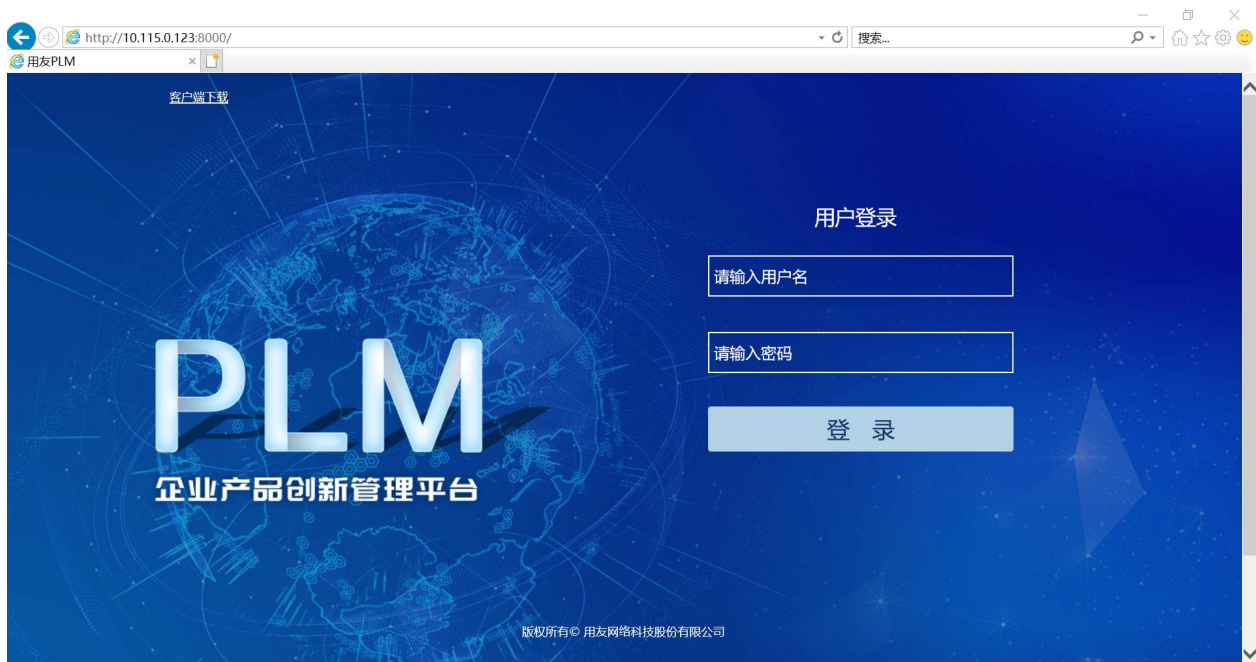 http://10.115.0.123:8000/
搜索...
用友PLM
客户端下载
用户登录
请输入用户名
请输入密码
登 录
PLM
企业产品创新管理平台
版权所有© 用友网络科技股份有限公司